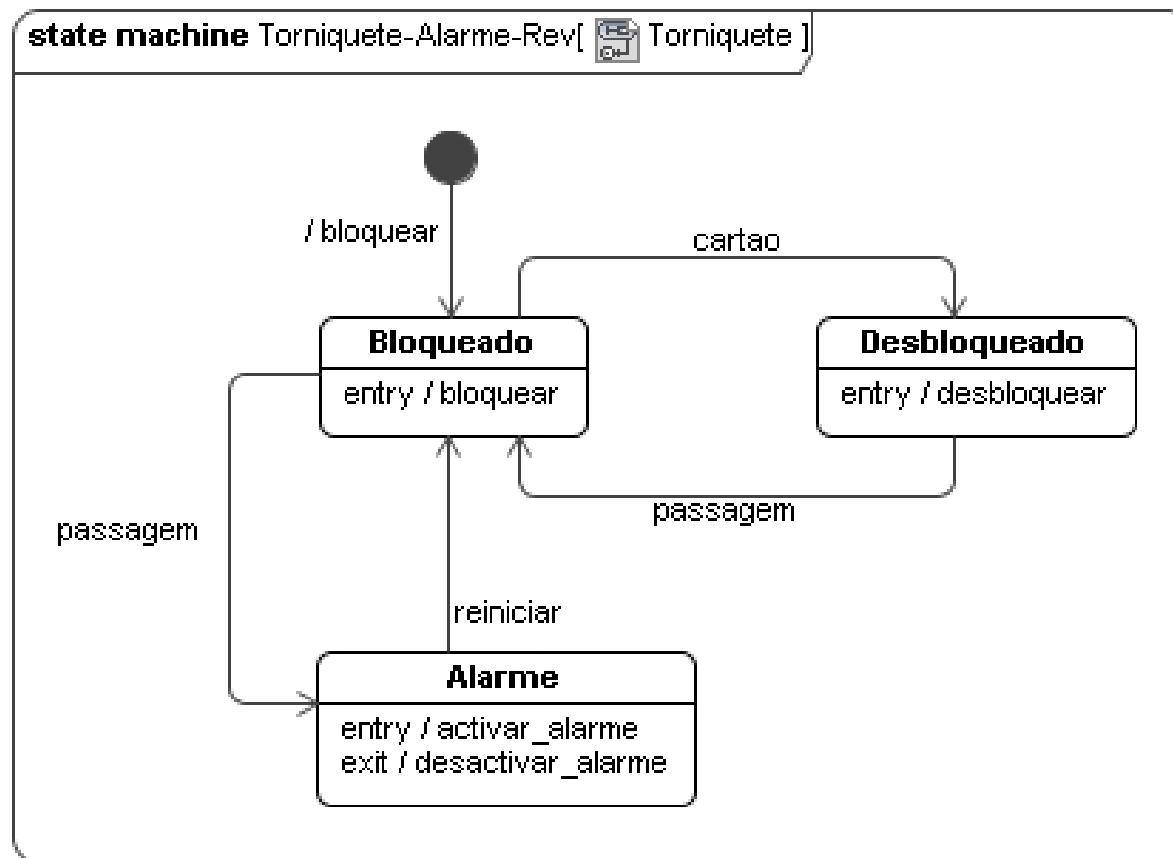 state machine Torniquete-Alarme-Rev[ Torniquete ]
/ bloquear
cartao
Bloqueado
entry / bloquear
Desbloqueado
entry / desbloquear
passagem
passagem
reiniciar
Alarme
entry / activar_alarme
exit / desactivar_alarme